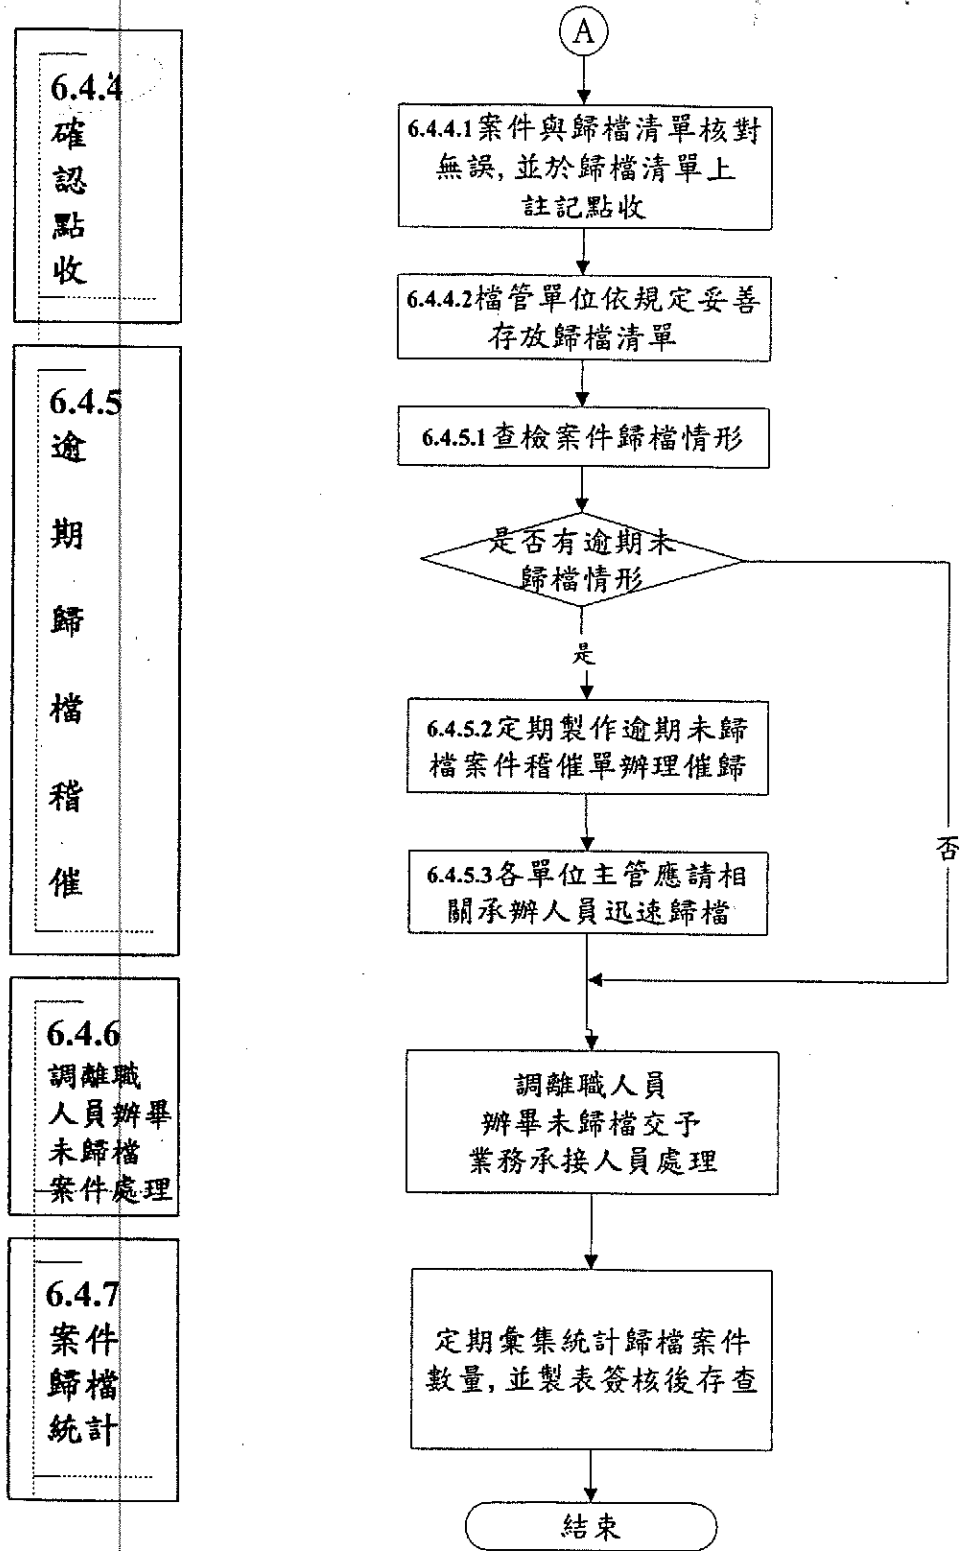 A
6.4.4
確
認
點
收
6.4.4.1案件與歸檔清單核對
無誤,並於歸檔清單上
註記點收
6.4.4.2檔管單位依規定妥善
存放歸檔清單
6.4.5
逾
期
歸
檔
稽
催
6.4.5.1查檢案件歸檔情形
是否有逾期未
歸檔情形
是
否
6.4.5.2定期製作逾期未歸
檔案件稽催單辦理催歸
6.4.5.3各單位主管應請相
關承辦人員迅速歸檔
6.4.6
調離職
人員辦畢
未歸檔
案件處理
調離職人員
辦畢未歸檔交予
業務承接人員處理
6.4.7
案件
歸檔
統計
定期彙集統計歸檔案件
數量,並製表簽核後存查
結束